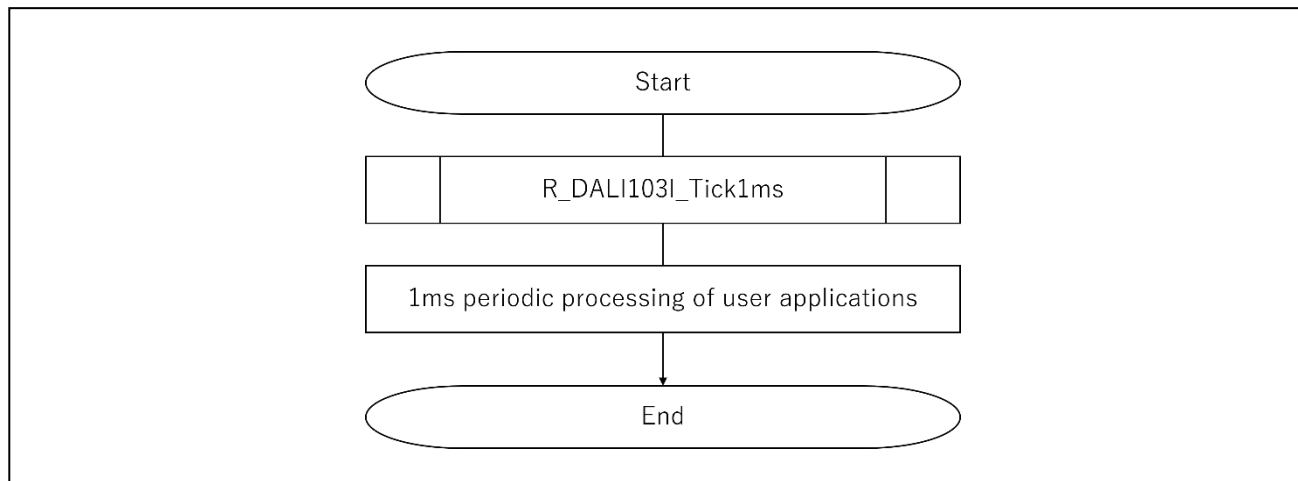 Start
R_DALI103I_Tick1ms
1ms periodic processing of user applications
End